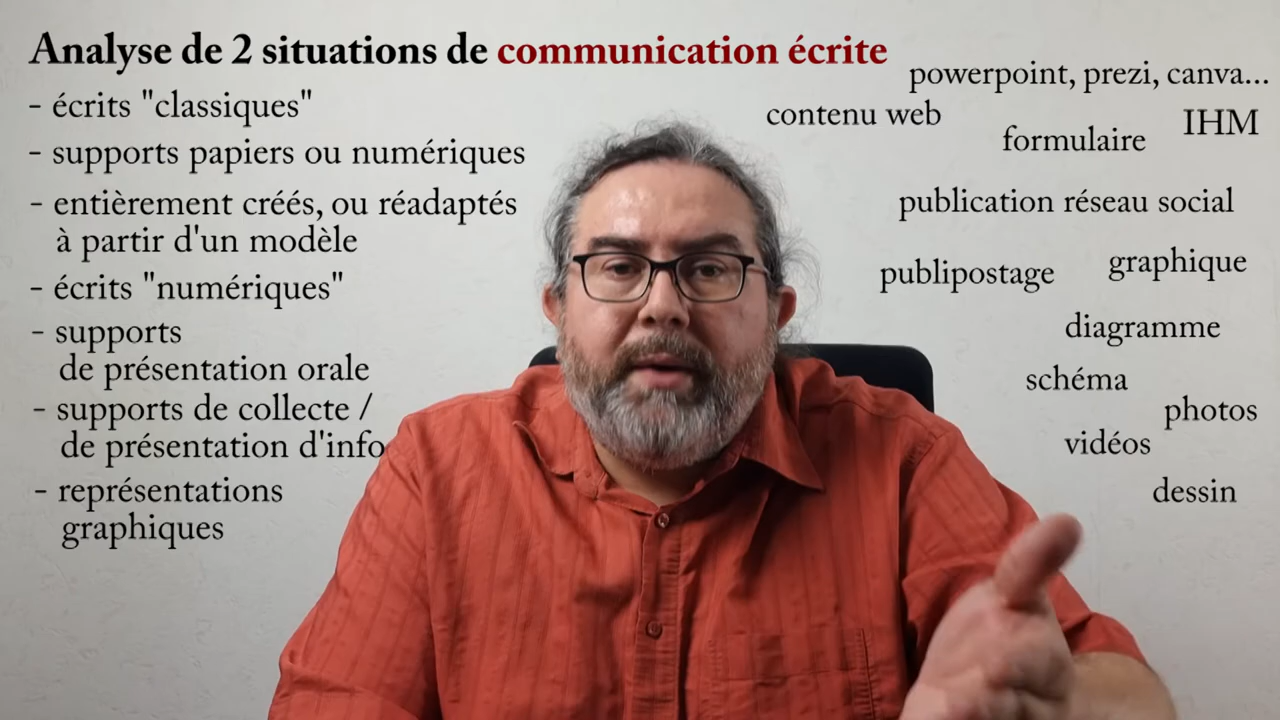 Analyse de 2 situations de communication écrite
- écrits "classiques"
- supports papiers ou numériques
- entièrement créés, ou réadaptés
à partir d'un modèle
- écrits "numériques"
- supports
de présentation orale
- supports de collecte /
de présentation d'info
- représentations
graphiques
powerpoint, prezi, canva...
contenu web
IHM
formulaire
publication réseau social
publipostage
graphique
diagramme
schéma
photos
vidéos
dessin